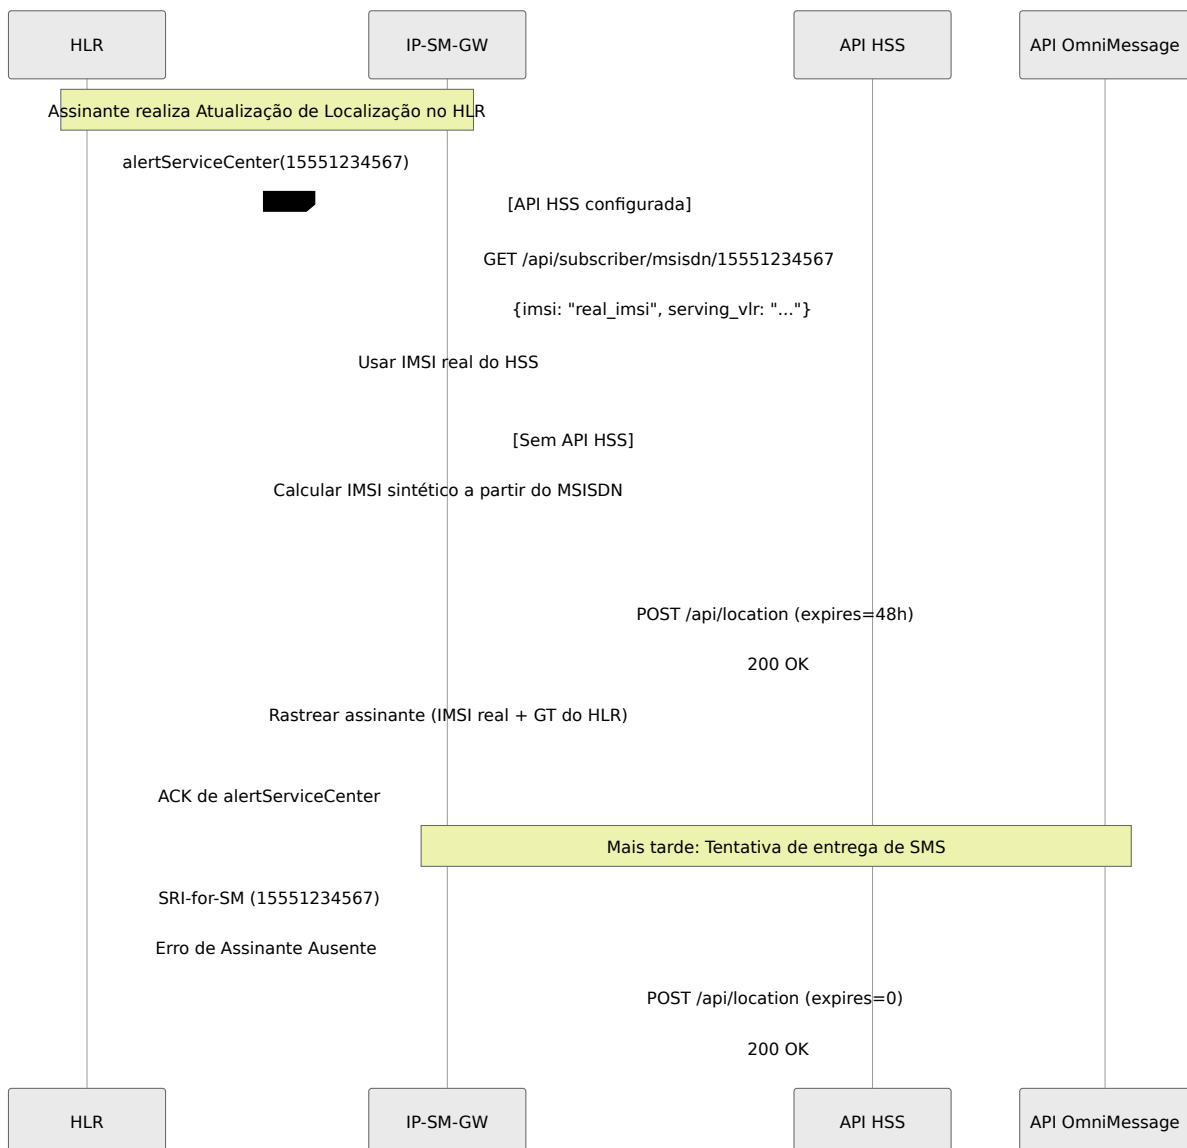 HLR
IP-SM-GW
API HSS
API OmniMessage
Assinante realiza Atualização de Localização no HLR
alertServiceCenter(15551234567)
[API HSS configurada]
GET /api/subscriber/msisdn/15551234567
{imsi: "real_imsi", serving_vlr: "..."}
Usar IMSI real do HSS
[Sem API HSS]
Calcular IMSI sintético a partir do MSISDN
POST /api/location (expires=48h)
200 OK
Rastrear assinante (IMSI real + GT do HLR)
ACK de alertServiceCenter
Mais tarde: Tentativa de entrega de SMS
SRI-for-SM (15551234567)
Erro de Assinante Ausente
POST /api/location (expires=0)
200 OK
HLR
IP-SM-GW
API HSS
API OmniMessage